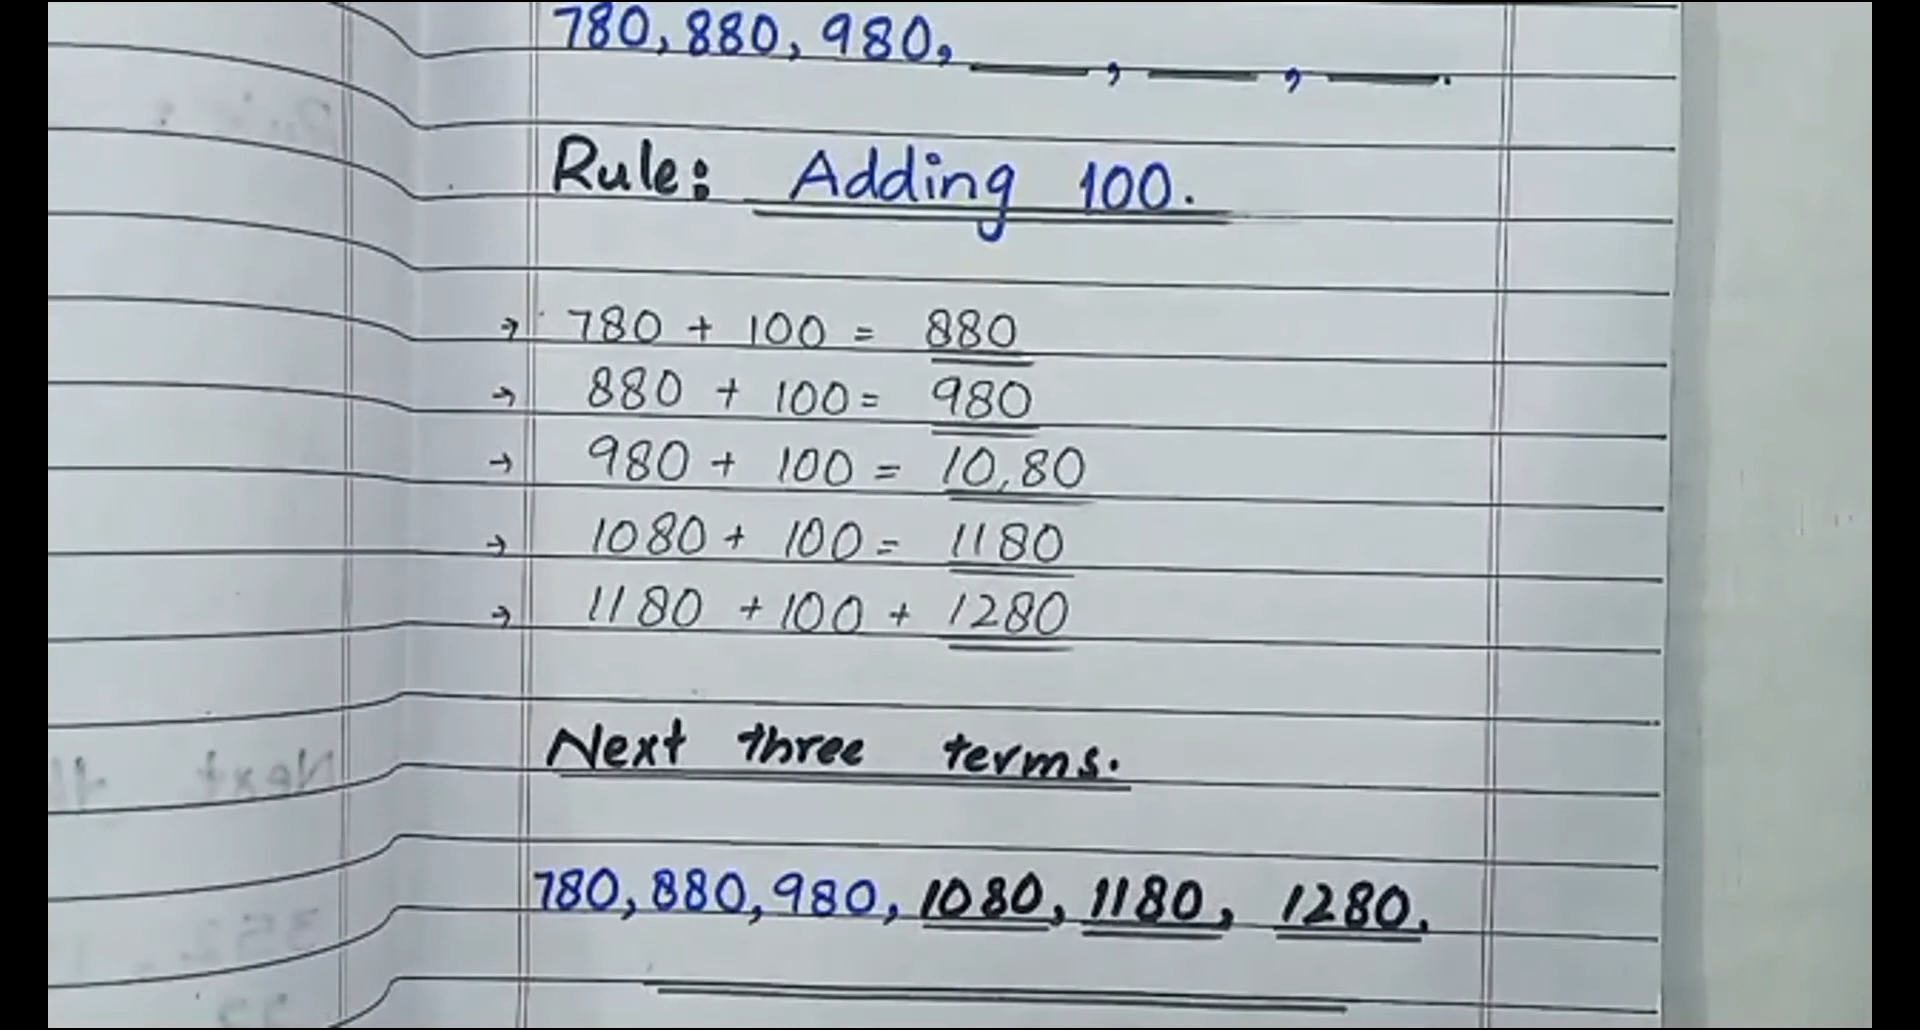 780, 880, 980, ___, ___, ___.
Rule: Adding 100.
→ 780 + 100 = 880
→ 880 + 100 = 980
→ 980 + 100 = 10,80
→ 1080 + 100 = 1180
→ 1180 + 100 + 1280
Next three terms.
780, 880, 980, 1080, 1180, 1280.